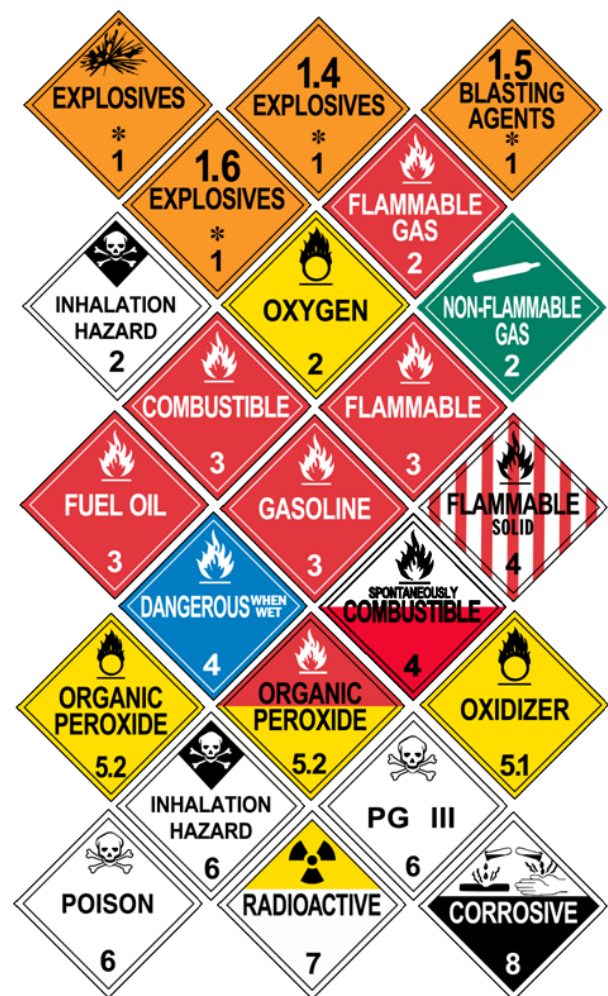 EXPLOSIVES
*
1
1.4
EXPLOSIVES
*
1
1.5
BLASTING
AGENTS
*
1
1.6
EXPLOSIVES
*
1
FLAMMABLE
GAS
2
INHALATION
HAZARD
2
OXYGEN
2
NON-FLAMMABLE
GAS
2
COMBUSTIBLE
3
FLAMMABLE
3
FUEL OIL
3
GASOLINE
3
FLAMMABLE
SOLID
4
DANGEROUS WHEN
WET
4
SPONTANEOUSLY
COMBUSTIBLE
4
ORGANIC
PEROXIDE
5.2
ORGANIC
PEROXIDE
5.2
OXIDIZER
5.1
INHALATION
HAZARD
6
PG III
6
POISON
6
RADIOACTIVE
7
CORROSIVE
8